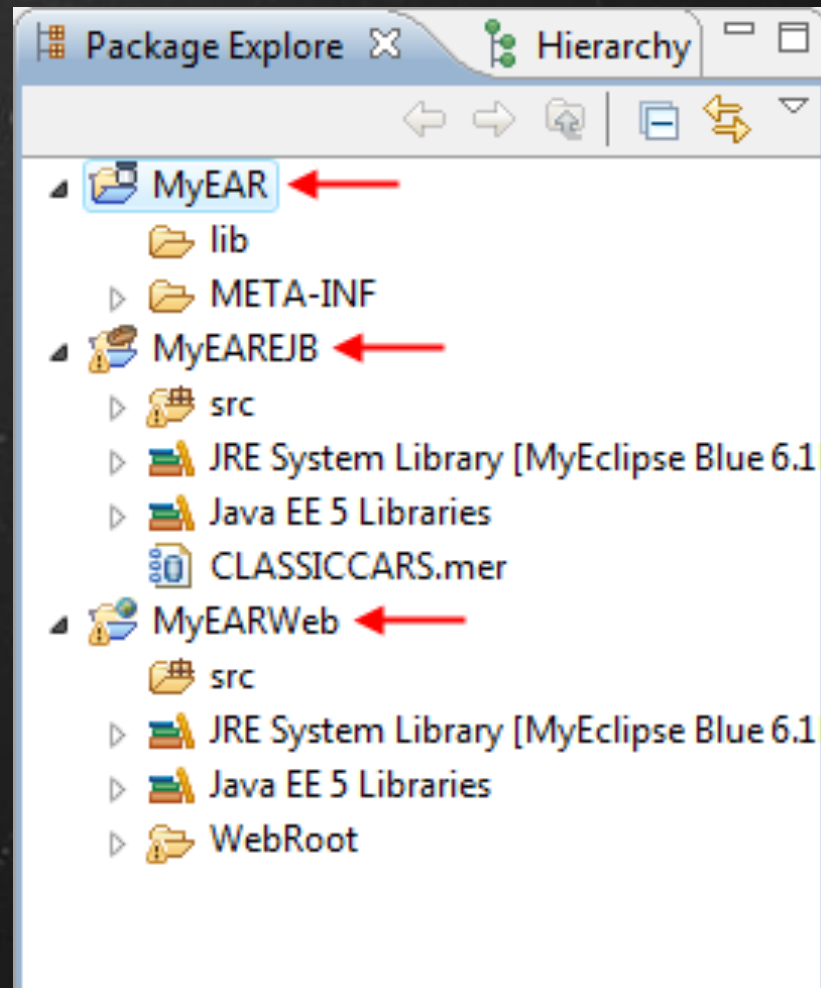 Package Explore Hierarchy
MyEAR
lib
META-INF
MyEAREJB
src
JRE System Library [MyEclipse Blue 6.1
Java EE 5 Libraries
CLASSICCARS.mer
MyEARWeb
src
JRE System Library [MyEclipse Blue 6.1
Java EE 5 Libraries
WebRoot